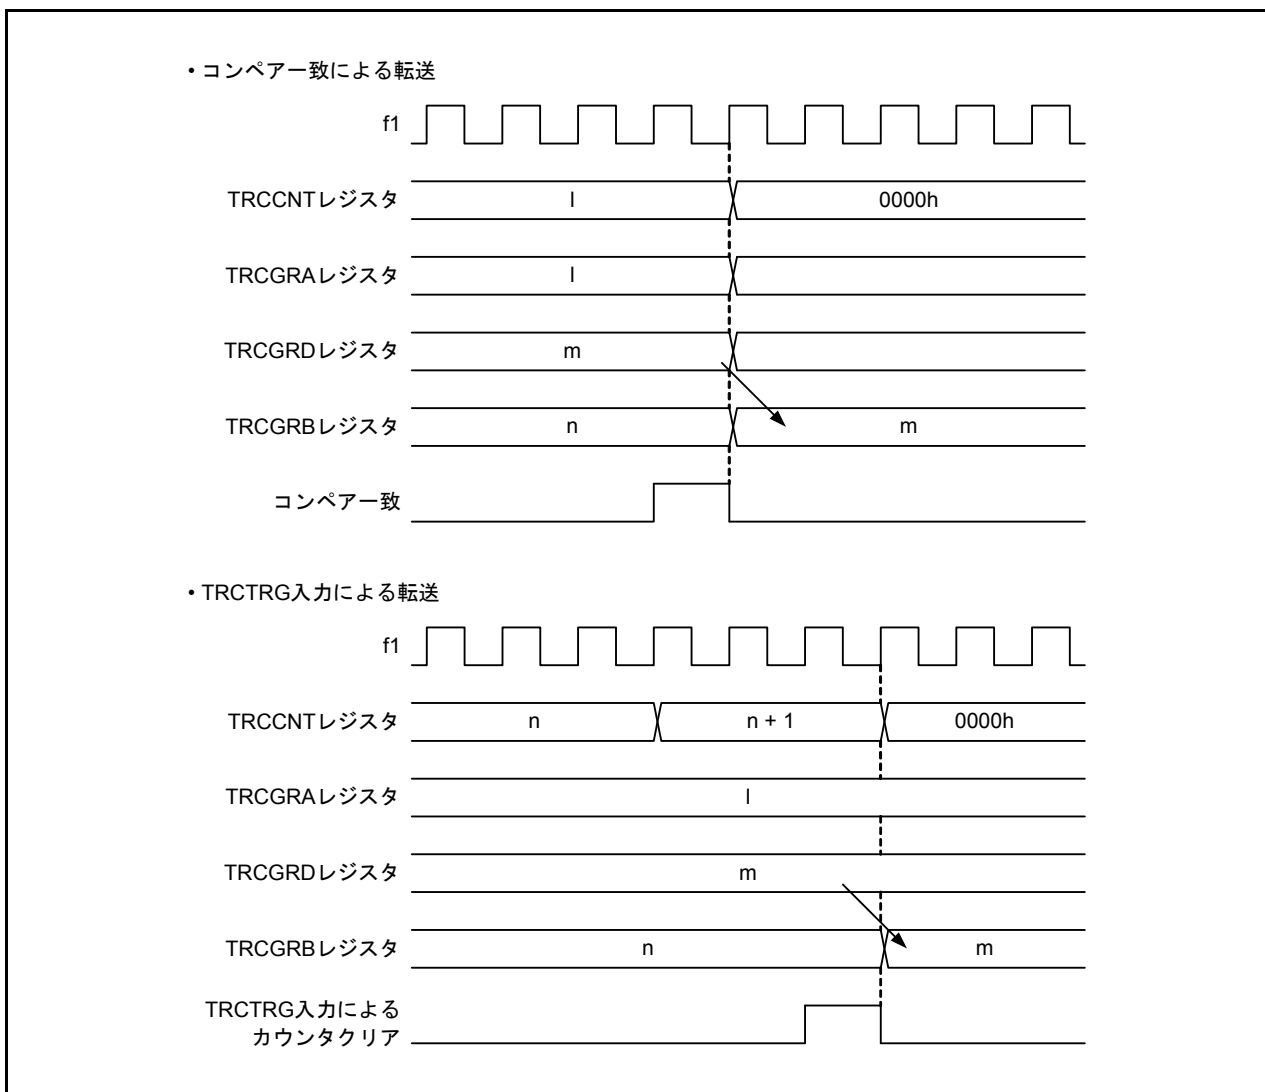 • コンペア一致による転送
f1
TRCCNTレジスタ
l
0000h
TRCGRAレジスタ
l
TRCGRDレジスタ
m
TRCGRBレジスタ
n
m
コンペア一致
• TRCTRG入力による転送
f1
TRCCNTレジスタ
n
n + 1
0000h
TRCGRAレジスタ
l
TRCGRDレジスタ
m
TRCGRBレジスタ
n
m
TRCTRG入力による
カウンタクリア